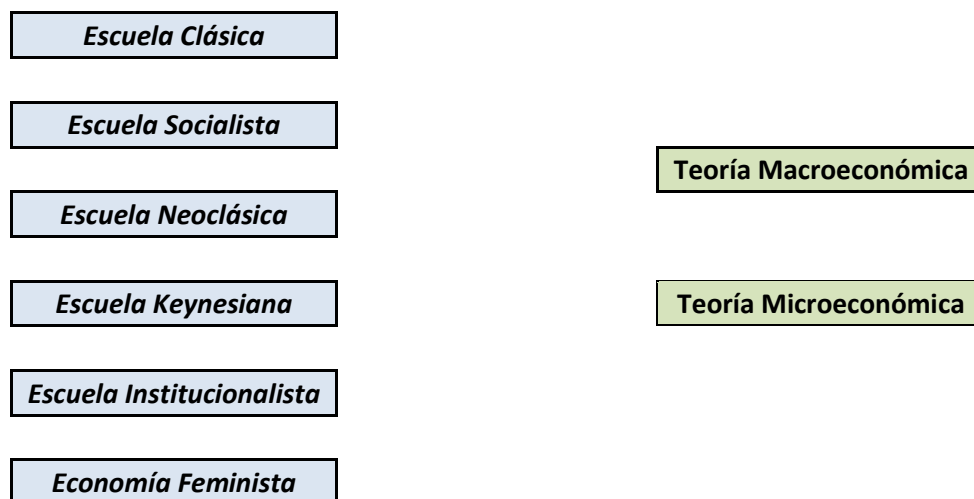 Escuela Clásica
Escuela Socialista
Teoría Macroeconómica
Escuela Neoclásica
Escuela Keynesiana
Teoría Microeconómica
Escuela Institucionalista
Economía Feminista